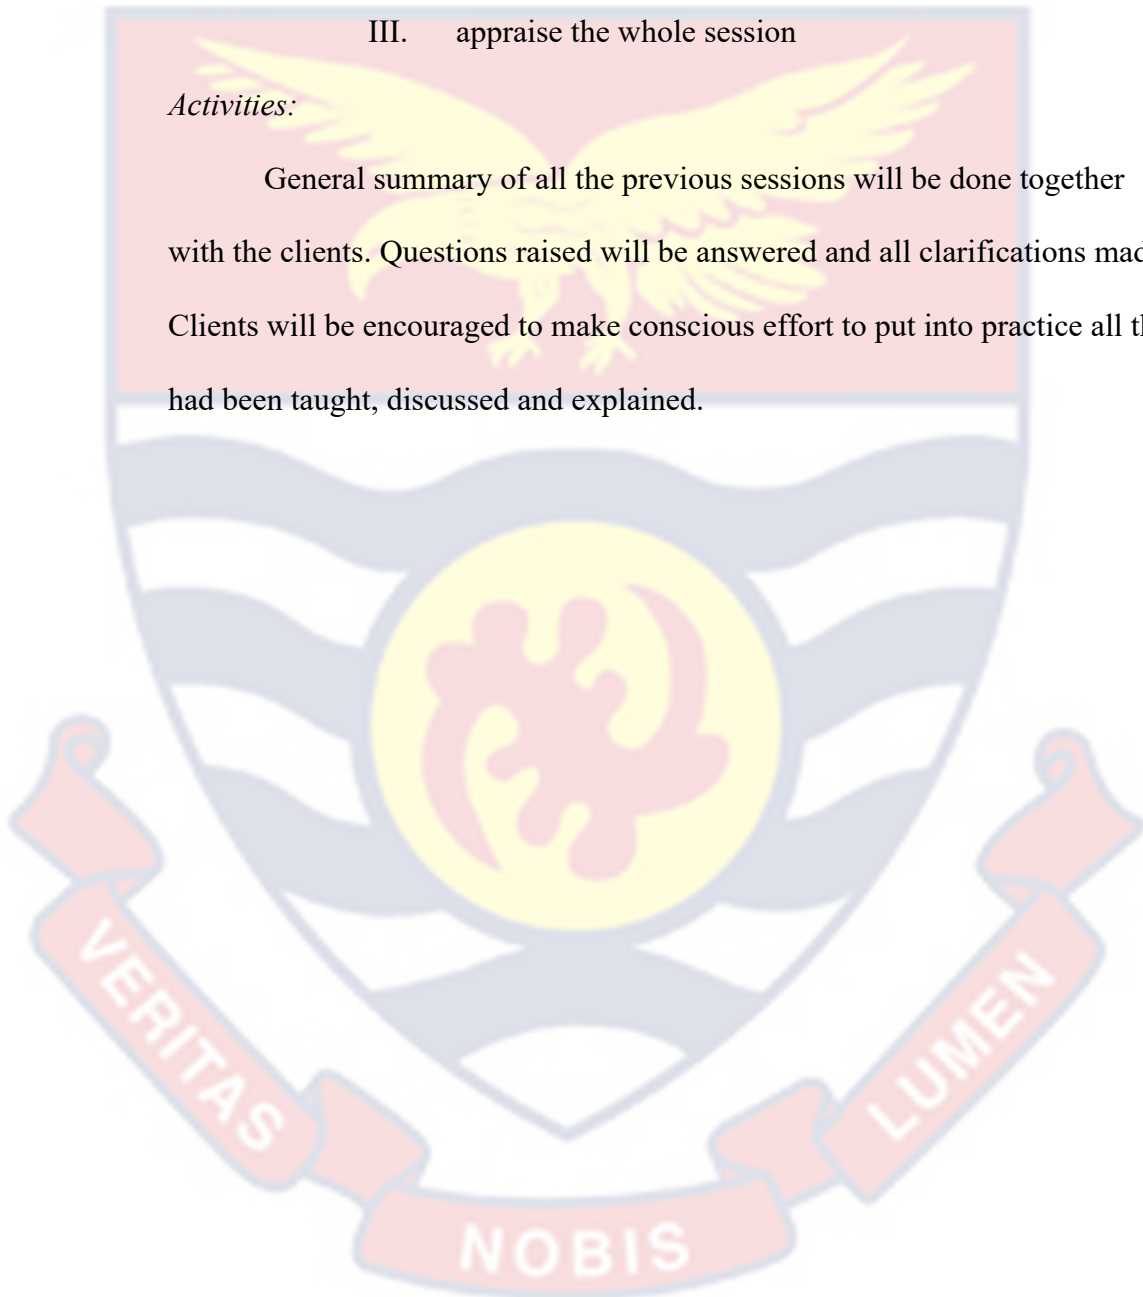 III. appraise the whole session
Activities:
General summary of all the previous sessions will be done together
with the clients. Questions raised will be answered and all clarifications mad
Clients will be encouraged to make conscious effort to put into practice all th
had been taught, discussed and explained.
VERITAS
NOBIS
LUMEN